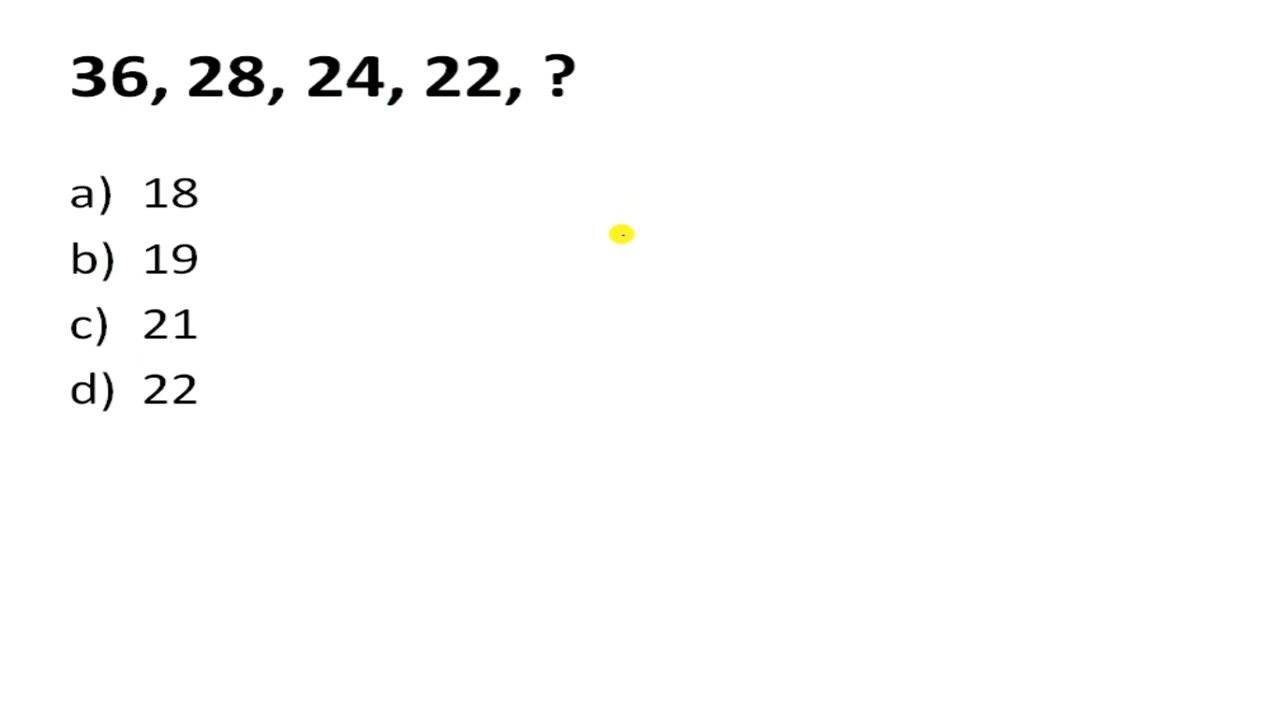 36, 28, 24, 22, ?
a) 18
b) 19
c) 21
d) 22